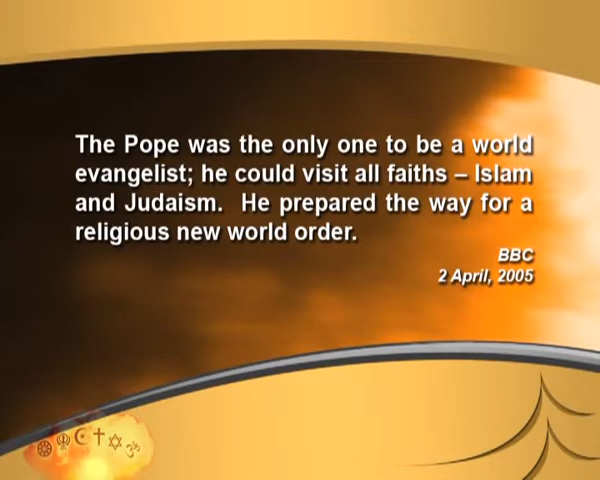 The Pope was the only one to be a world
evangelist; he could visit all faiths – Islam
and Judaism. He prepared the way for a
religious new world order.
BBC
2 April, 2005